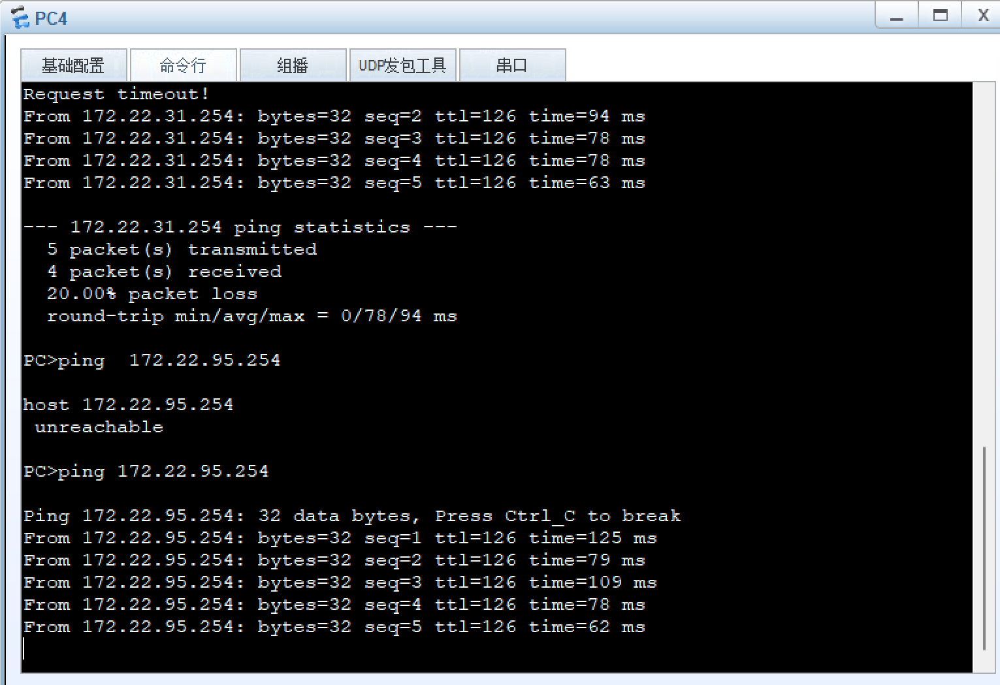 PC4
基础配置 命令行 组播 UDP发包工具 串口
Request timeout!
From 172.22.31.254: bytes=32 seq=2 ttl=126 time=94 ms
From 172.22.31.254: bytes=32 seq=3 ttl=126 time=78 ms
From 172.22.31.254: bytes=32 seq=4 ttl=126 time=78 ms
From 172.22.31.254: bytes=32 seq=5 ttl=126 time=63 ms
--- 172.22.31.254 ping statistics ---
5 packet(s) transmitted
4 packet(s) received
20.00% packet loss
round-trip min/avg/max = 0/78/94 ms
PC>ping  172.22.95.254
host 172.22.95.254
unreachable
PC>ping 172.22.95.254
Ping 172.22.95.254: 32 data bytes, Press Ctrl_C to break
From 172.22.95.254: bytes=32 seq=1 ttl=126 time=125 ms
From 172.22.95.254: bytes=32 seq=2 ttl=126 time=79 ms
From 172.22.95.254: bytes=32 seq=3 ttl=126 time=109 ms
From 172.22.95.254: bytes=32 seq=4 ttl=126 time=78 ms
From 172.22.95.254: bytes=32 seq=5 ttl=126 time=62 ms